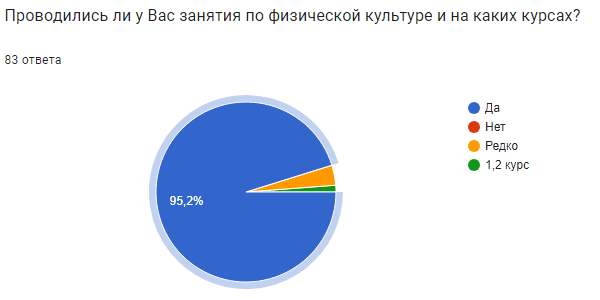 Проводились ли у Вас занятия по физической культуре и на каких курсах?
83 ответа
Да
Нет
Редко
1,2 курс
95,2%